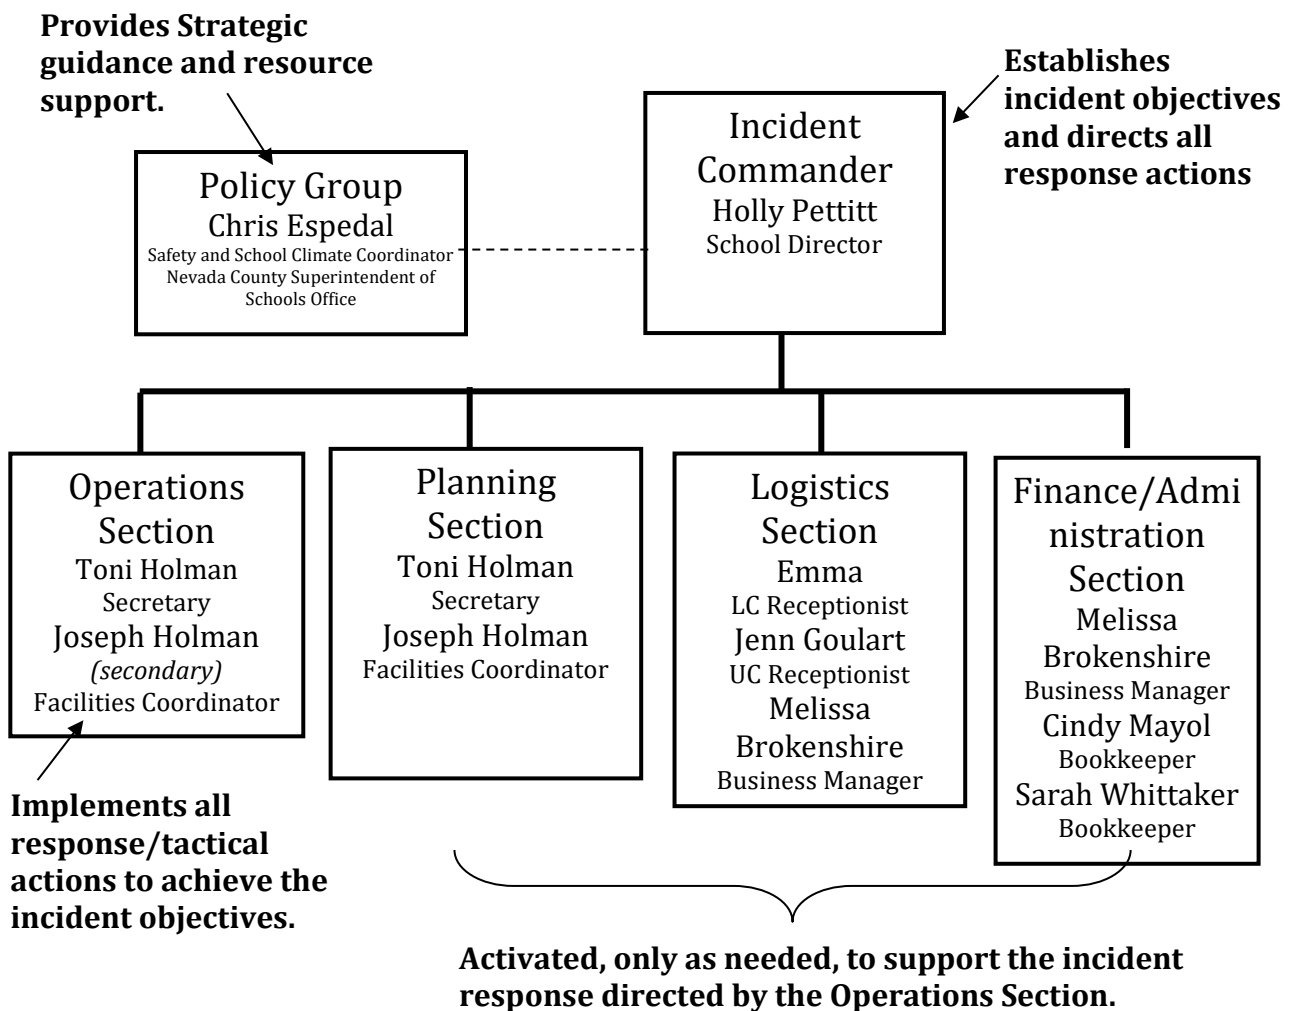 Provides Strategic
guidance and resource
support.
Establishes
incident objectives
and directs all
response actions
Incident
Commander
Holly Pettitt
School Director
Policy Group
Chris Espedal
Safety and School Climate Coordinator
Nevada County Superintendent of
Schools Office
Operations
Section
Toni Holman
Secretary
Joseph Holman
(secondary)
Facilities Coordinator
Planning
Section
Toni Holman
Secretary
Joseph Holman
Facilities Coordinator
Logistics
Section
Emma
LC Receptionist
Jenn Goulart
UC Receptionist
Melissa
Brokenshire
Business Manager
Finance/Admi
nistration
Section
Melissa
Brokenshire
Business Manager
Cindy Mayol
Bookkeeper
Sarah Whittaker
Bookkeeper
Implements all
response/tactical
actions to achieve the
incident objectives.
Activated, only as needed, to support the incident
response directed by the Operations Section.